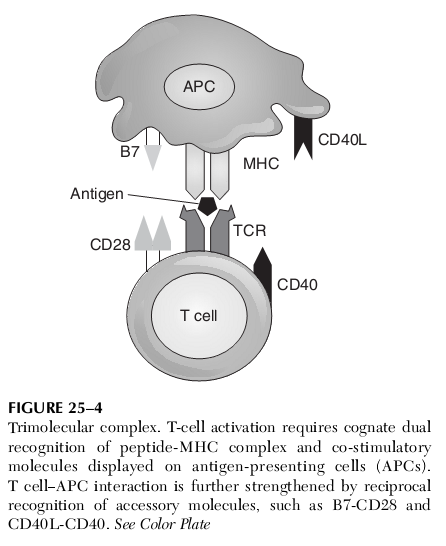 APC
B7
CD40L
MHC
Antigen
TCR
CD28
CD40
T cell
FIGURE 25–4
Trimolecular complex. T-cell activation requires cognate dual
recognition of peptide-MHC complex and co-stimulatory
molecules displayed on antigen-presenting cells (APCs).
T cell–APC interaction is further strengthened by reciprocal
recognition of accessory molecules, such as B7-CD28 and
CD40L-CD40. See Color Plate